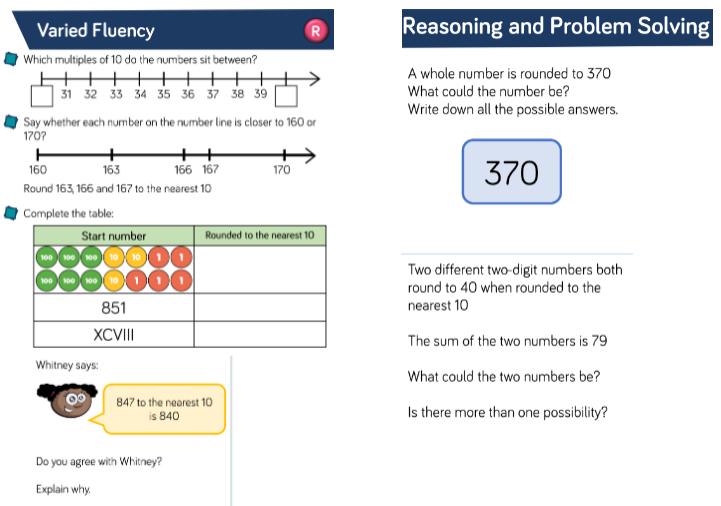 Varied Fluency
R
Which multiples of 10 do the numbers sit between?
31 32 33 34 35 36 37 38 39
Say whether each number on the number line is closer to 160 or
170?
160 163 166 167 170
Round 163, 166 and 167 to the nearest 10
Complete the table:
Start number Rounded to the nearest 10
100 100 100 10 10 1 1
100 100 100 10 1 1 1
851
XCVIII
Whitney says:
847 to the nearest 10
is 840
Do you agree with Whitney?
Explain why.
Reasoning and Problem Solving
A whole number is rounded to 370
What could the number be?
Write down all the possible answers.
370
Two different two-digit numbers both
round to 40 when rounded to the
nearest 10
The sum of the two numbers is 79
What could the two numbers be?
Is there more than one possibility?